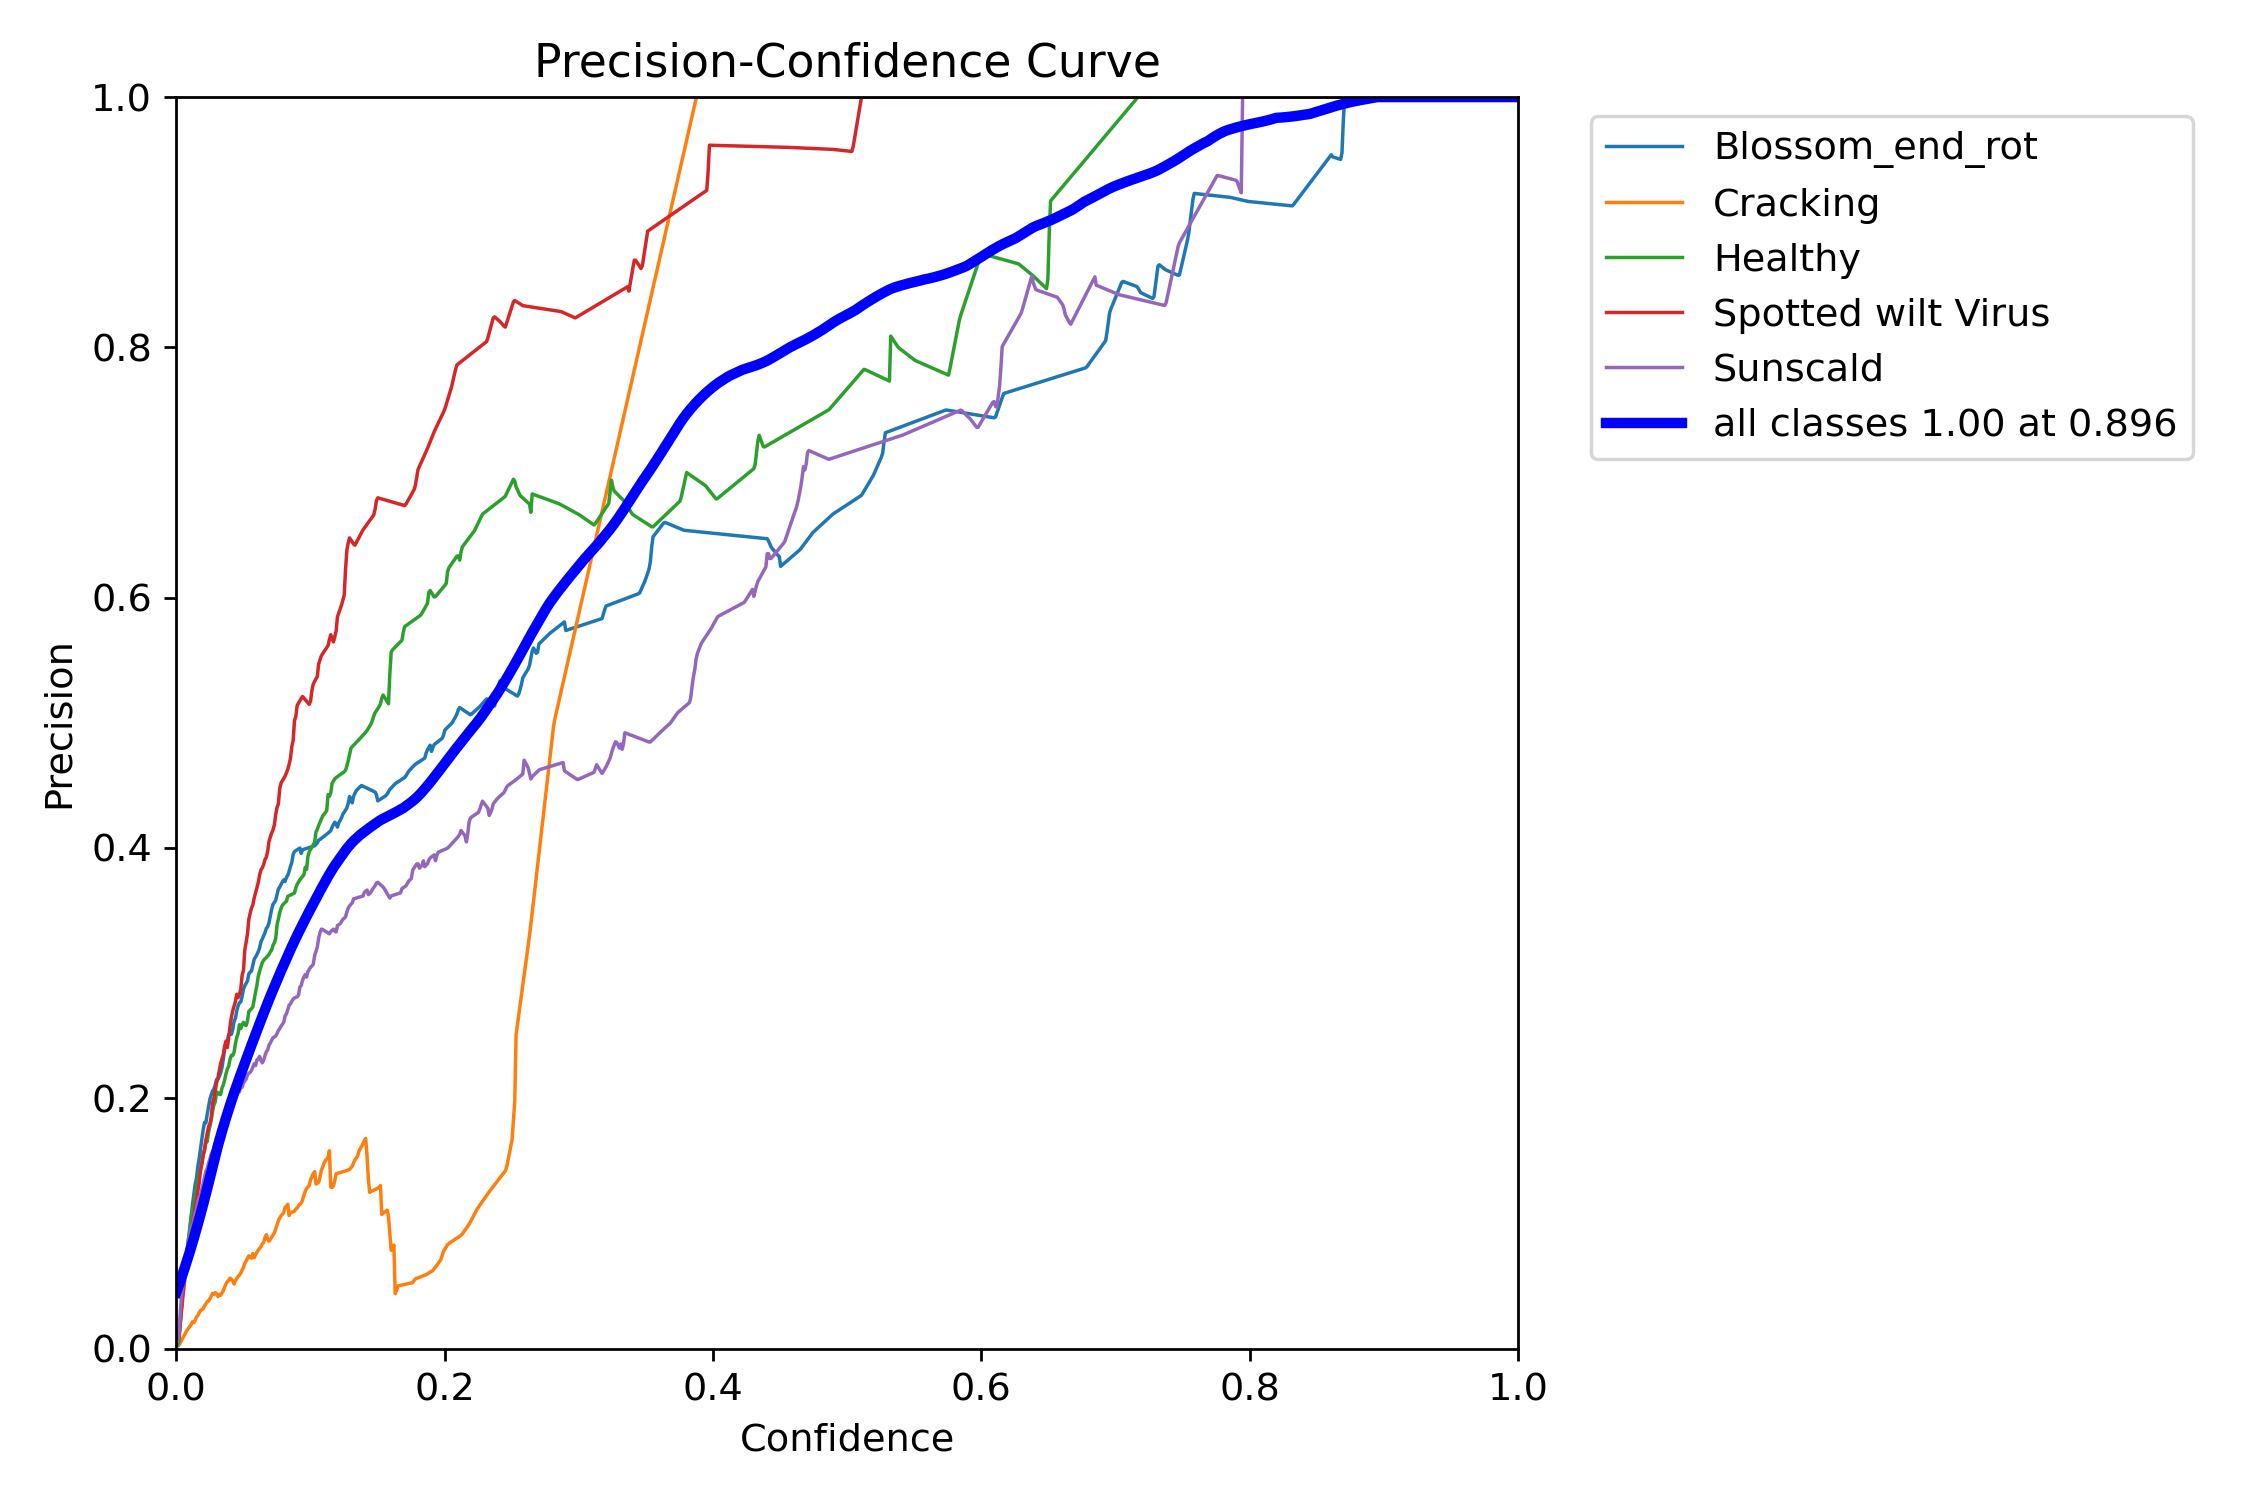 Precision-Confidence Curve
1.0
0.8
0.6
0.4
0.2
0.0
Precision
0.0 0.2 0.4 0.6 0.8 1.0
Confidence
Blossom_end_rot
Cracking
Healthy
Spotted wilt Virus
Sunscald
all classes 1.00 at 0.896